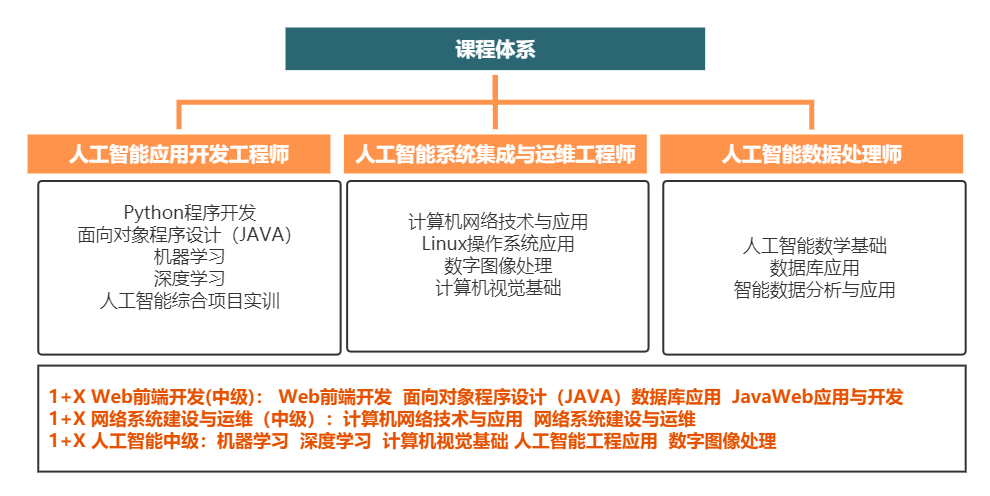 课程体系
人工智能应用开发工程师
Python程序开发
面向对象程序设计（JAVA）
机器学习
深度学习
人工智能综合项目实训
人工智能系统集成与运维工程师
计算机网络技术与应用
Linux操作系统应用
数字图像处理
计算机视觉基础
人工智能数据处理师
人工智能数学基础
数据库应用
智能数据分析与应用
1+X Web前端开发(中级)： Web前端开发 面向对象程序设计（JAVA）数据库应用 JavaWeb应用与开发
1+X 网络系统建设与运维（中级）：计算机网络技术与应用 网络系统建设与运维
1+X 人工智能中级：机器学习 深度学习 计算机视觉基础 人工智能工程应用 数字图像处理